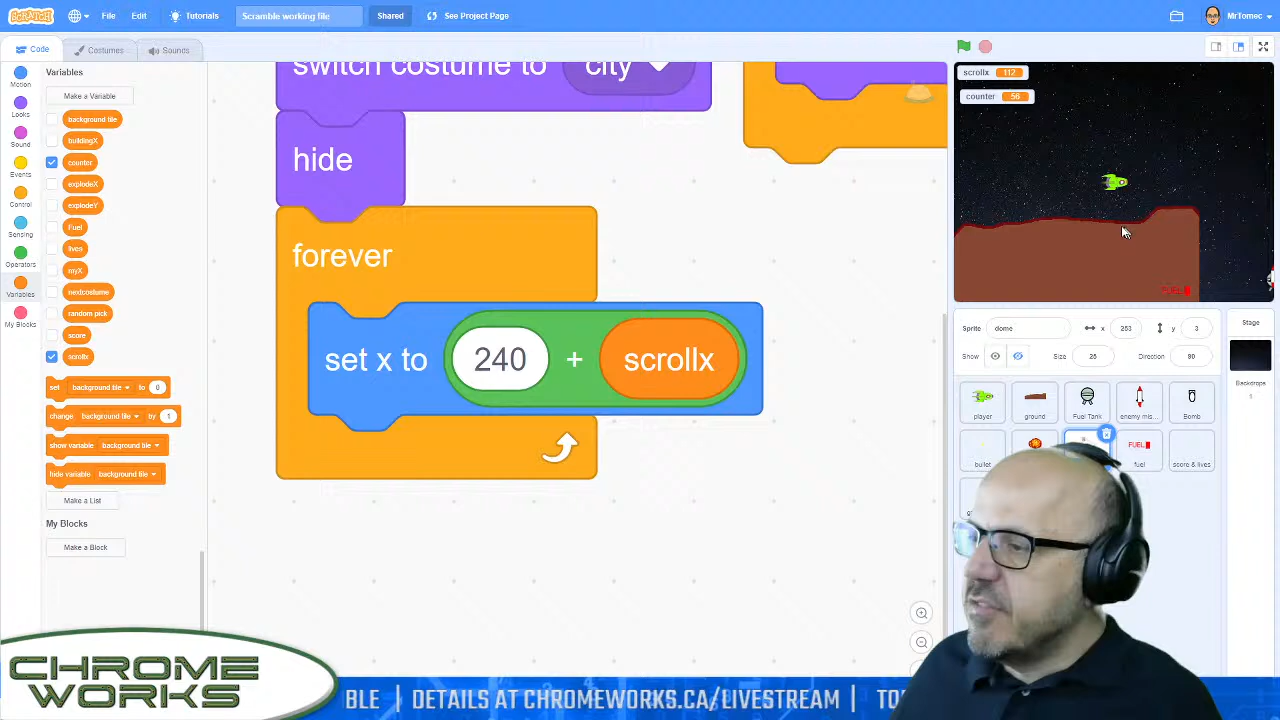 SCRATCH
File
Edit
Tutorials
Scramble working file
Shared
See Project Page
MrTomec
Code
Costumes
Sounds
Motion
Looks
Sound
Events
Control
Sensing
Operators
Variables
My Blocks
Variables
Make a Variable
background tile
buildingX
counter
explodeX
explodeY
Fuel
lives
myX
nextcostume
random pick
score
scrollx
set background tile to 0
change background tile by 1
show variable background tile
hide variable background tile
Make a List
My Blocks
Make a Block
switch costume to city
hide
forever
set x to 240 + scrollx
scrollx 112
counter 56
FUEL
Sprite dome x 253 y 3
Show Size 28 Direction 90
Stage
Backdrops
1
player
ground
Fuel Tank
enemy mis...
Bomb
bullet
FUEL
fuel
score & lives
CHROME
WORKS
BLE | DETAILS AT CHROMEWORKS.CA/LIVESTREAM |